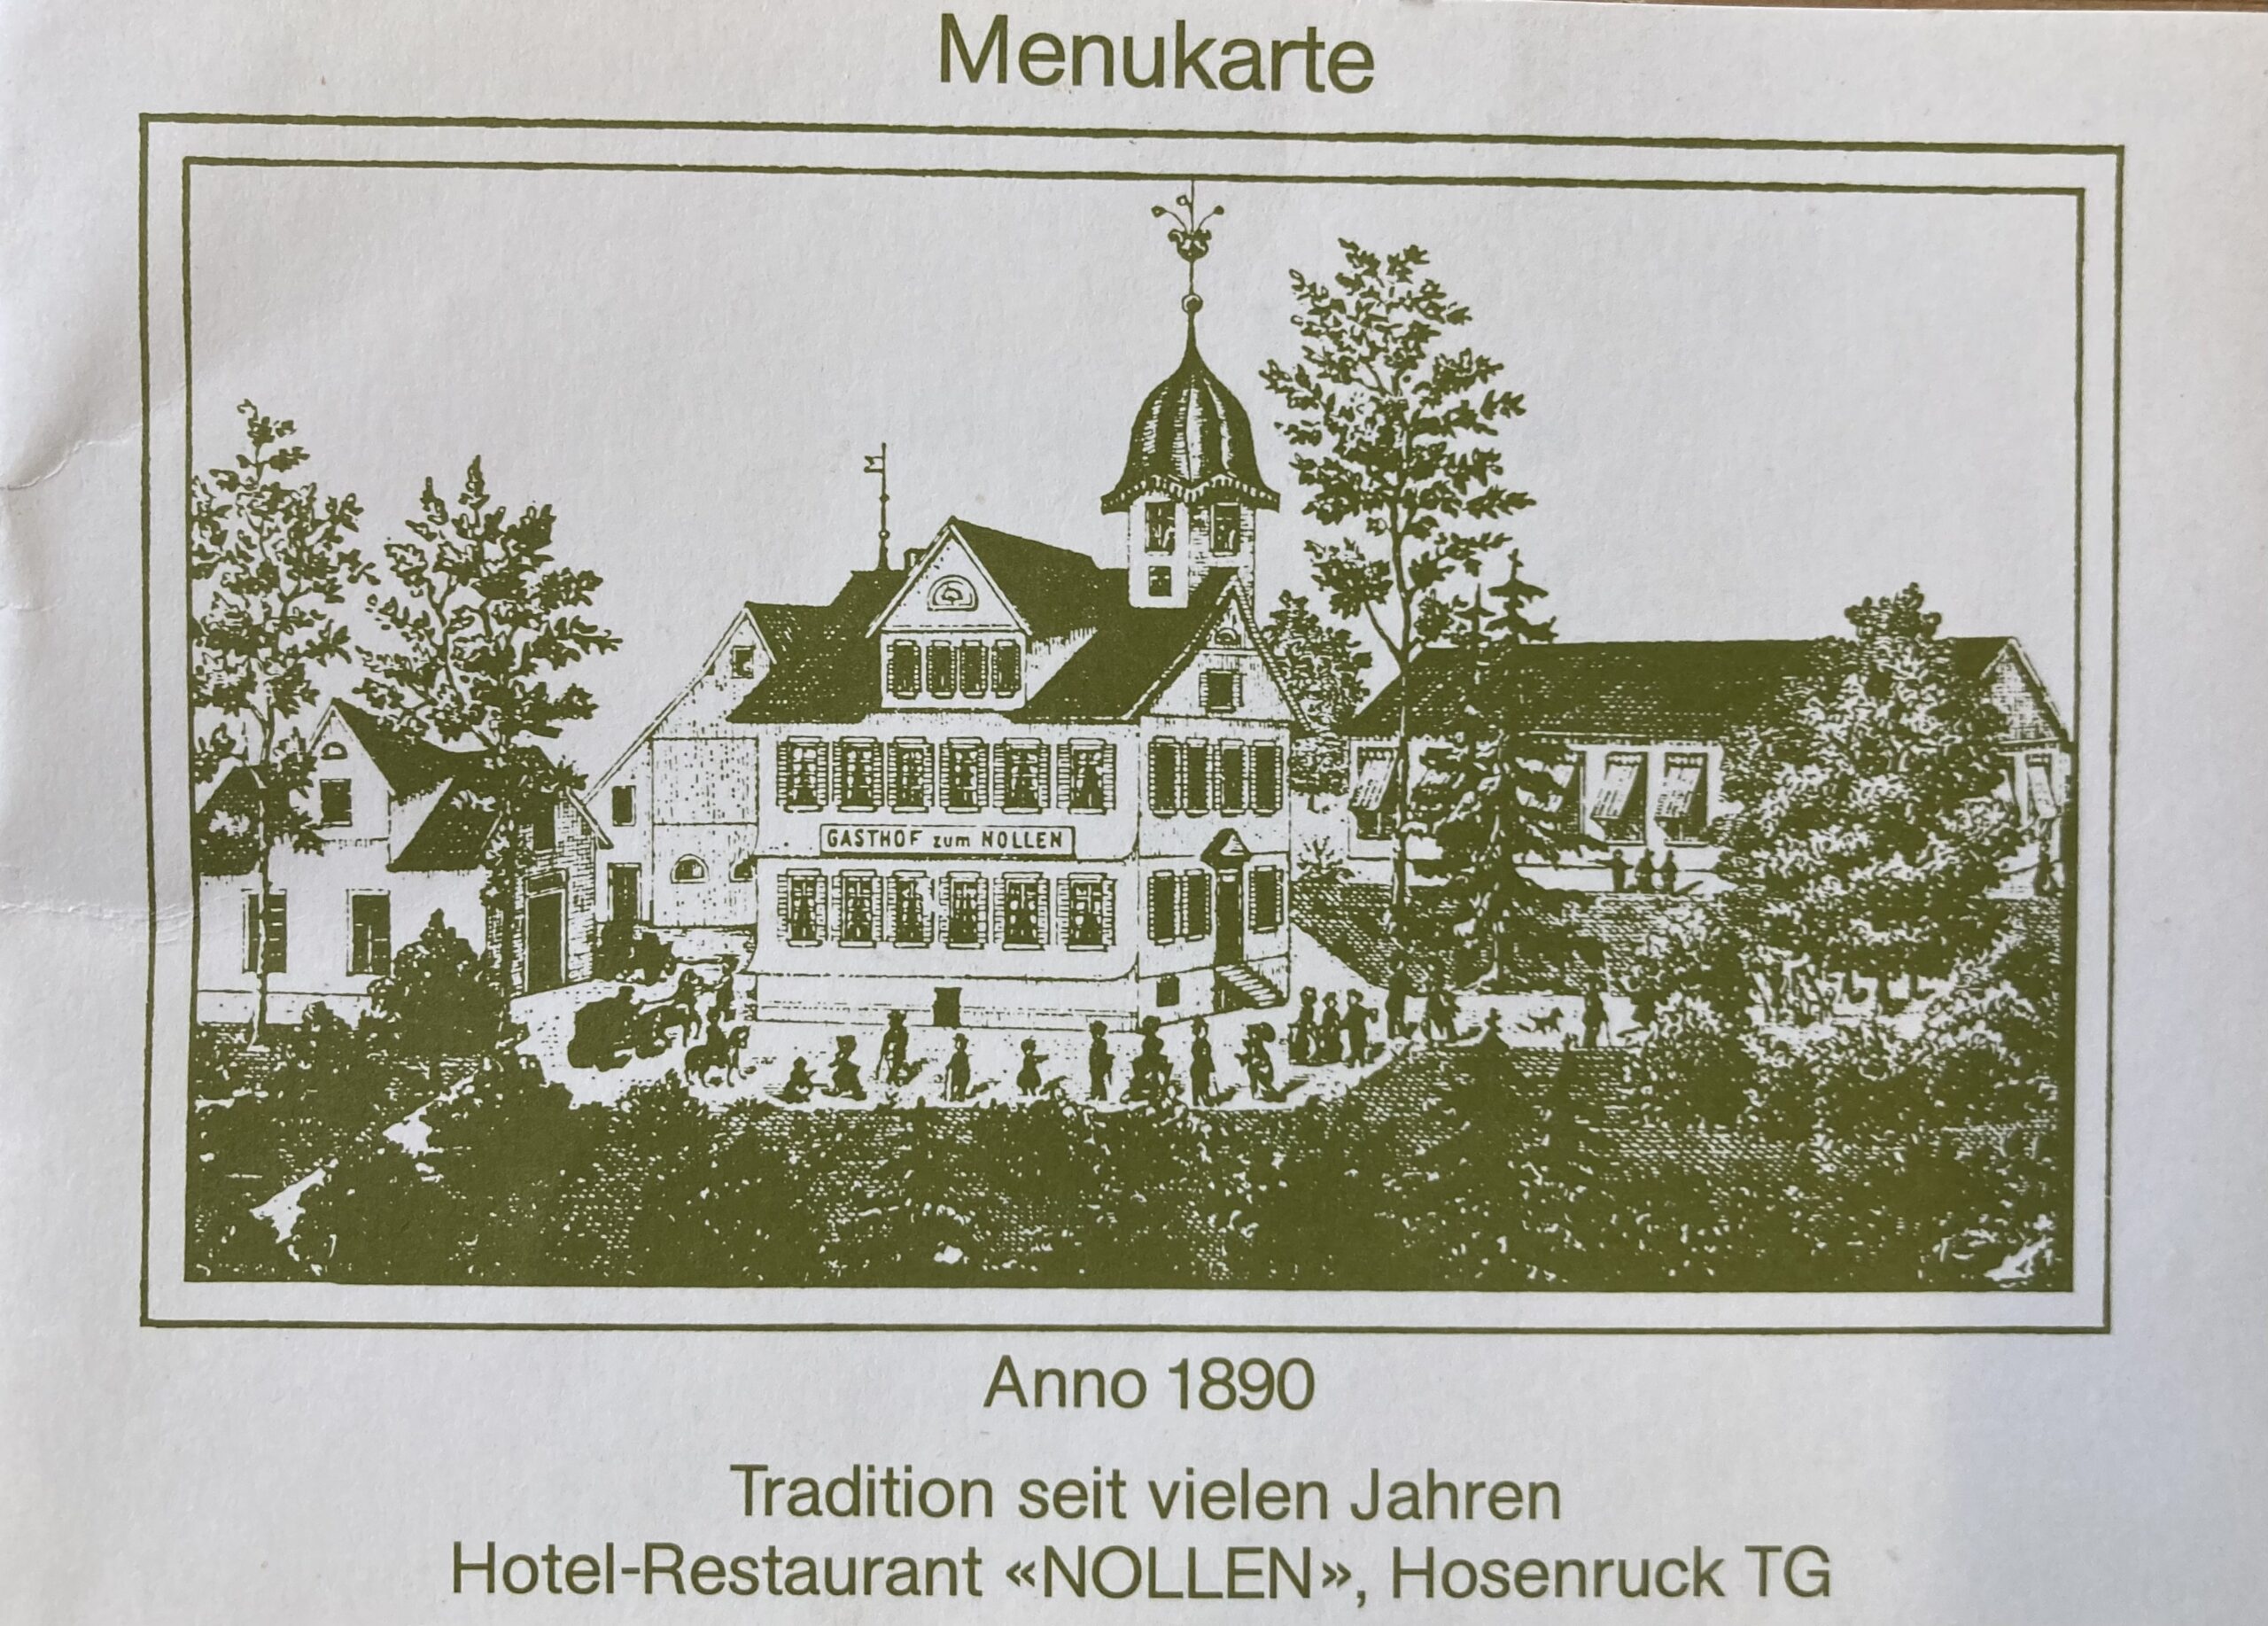 Menukarte
GASTHOF zum NOLLEN
Anno 1890
Tradition seit vielen Jahren
Hotel-Restaurant «NOLLEN», Hosenruck TG